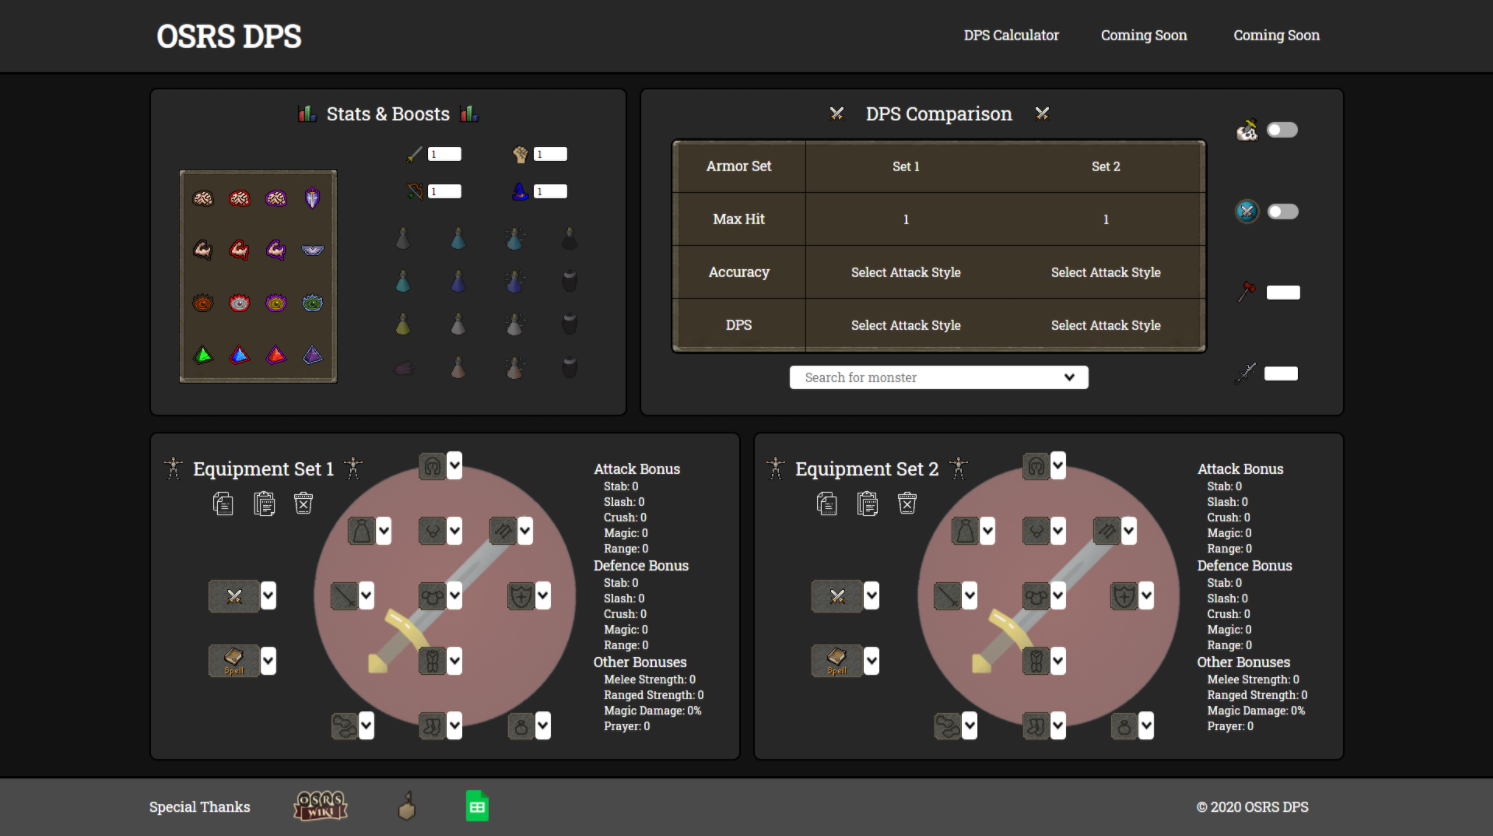 OSRS DPS
DPS Calculator
Coming Soon
Coming Soon
Stats & Boosts
1
1
1
1
DPS Comparison
Armor Set Set 1 Set 2
Max Hit 1 1
Accuracy Select Attack Style Select Attack Style
DPS Select Attack Style Select Attack Style
Search for monster
Equipment Set 1
Spell
Attack Bonus
Stab: 0
Slash: 0
Crush: 0
Magic: 0
Range: 0
Defence Bonus
Stab: 0
Slash: 0
Crush: 0
Magic: 0
Range: 0
Other Bonuses
Melee Strength: 0
Ranged Strength: 0
Magic Damage: 0%
Prayer: 0
Equipment Set 2
Spell
Attack Bonus
Stab: 0
Slash: 0
Crush: 0
Magic: 0
Range: 0
Defence Bonus
Stab: 0
Slash: 0
Crush: 0
Magic: 0
Range: 0
Other Bonuses
Melee Strength: 0
Ranged Strength: 0
Magic Damage: 0%
Prayer: 0
Special Thanks
OSRS
WIKI
© 2020 OSRS DPS